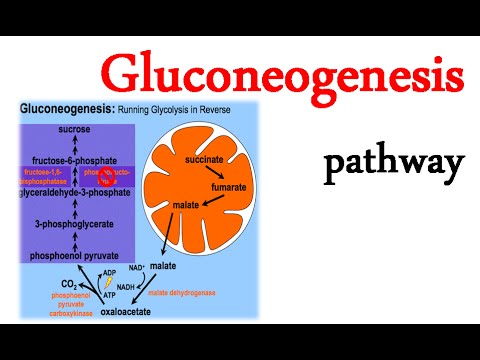 Gluconeogenesis
pathway
Gluconeogenesis: Running Glycolysis in Reverse
sucrose
fructose-6-phosphate
fructose-1,6-
bisphosphatase
glyceraldehyde-3-phosphate
3-phosphoglycerate
phosphoenol pyruvate
CO2
phosphoenol
pyruvate
carboxykinase
ADP
ATP
NAD+
NADH
oxaloacetate
malate
malate dehydrogenase
succinate
fumarate
malate